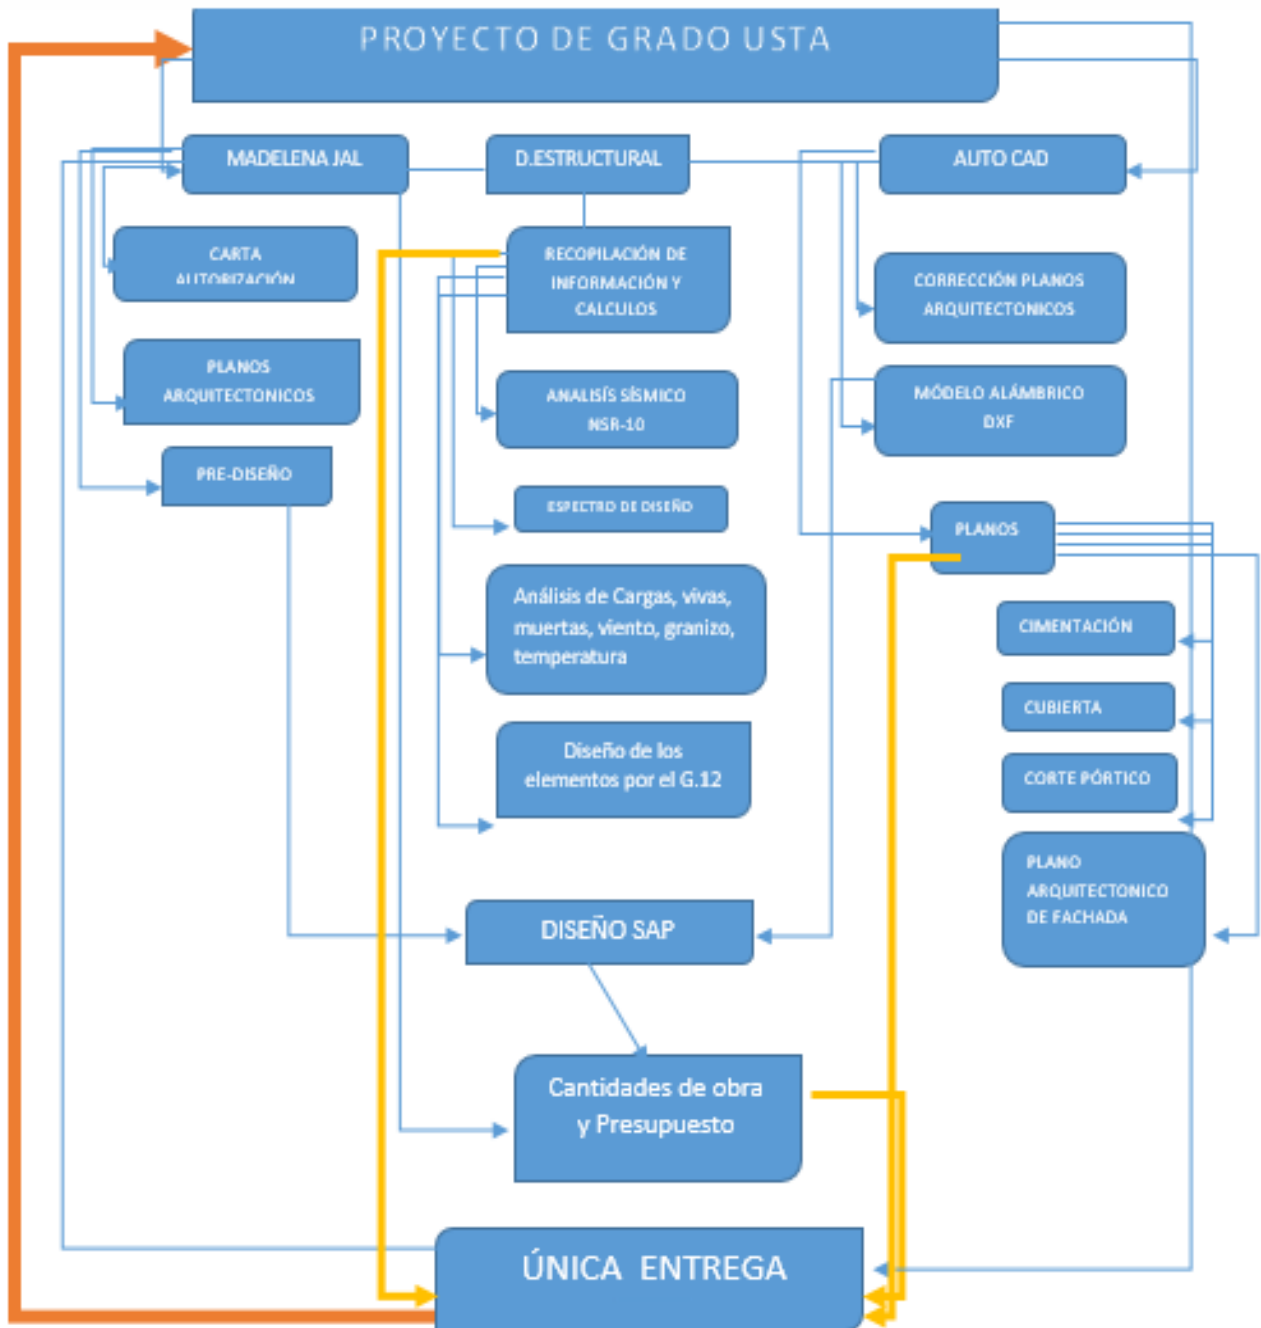 PROYECTO DE GRADO USTA
MADELENA JAL
D.ESTRUCTURAL
AUTO CAD
CARTA
AUTORIZACIÓN
RECOPILACIÓN DE
INFORMACIÓN Y
CALCULOS
CORRECCIÓN PLANOS
ARQUITECTONICOS
PLANOS
ARQUITECTONICOS
ANALISÍS SÍSMICO
NSR-10
MÓDELO ALÁMBRICO
DXF
PRE-DISEÑO
ESPECTRO DE DISEÑO
PLANOS
Análisis de Cargas, vivas,
muertas, viento, granizo,
temperatura
CIMENTACIÓN
CUBIERTA
Diseño de los
elementos por el G.12
CORTE PÓRTICO
PLANO
ARQUITECTONICO
DE FACHADA
DISEÑO SAP
Cantidades de obra
y Presupuesto
ÚNICA ENTREGA